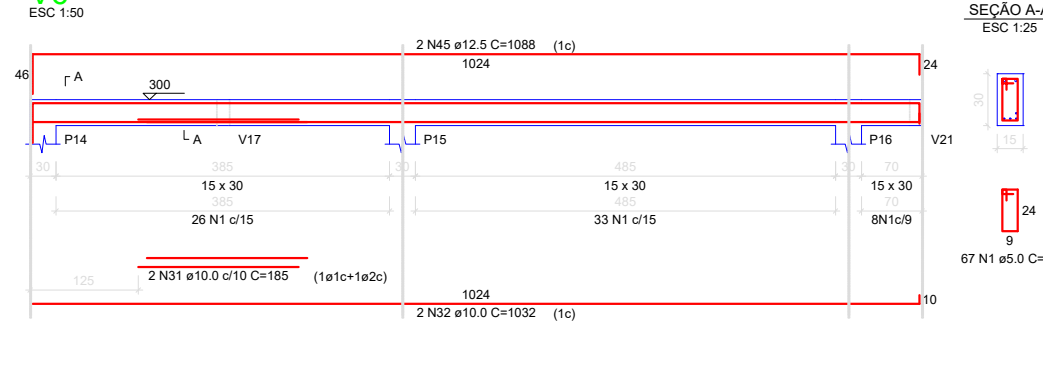 ESC 1:50
SEÇÃO A-A
ESC 1:25
2 N45 ø12.5 C=1088 (1c)
1024
46
24
A
300
A
V17
P14
P15
P16
V21
30
15
30 385 30 485 30 70
15 x 30 15 x 30 15 x 30
385 485 70
26 N1 c/15 33 N1 c/15 8N1c/9
24
9
67 N1 ø5.0 C=
125
2 N31 ø10.0 c/10 C=185 (1ø1c+1ø2c)
1024
10
2 N32 ø10.0 C=1032 (1c)